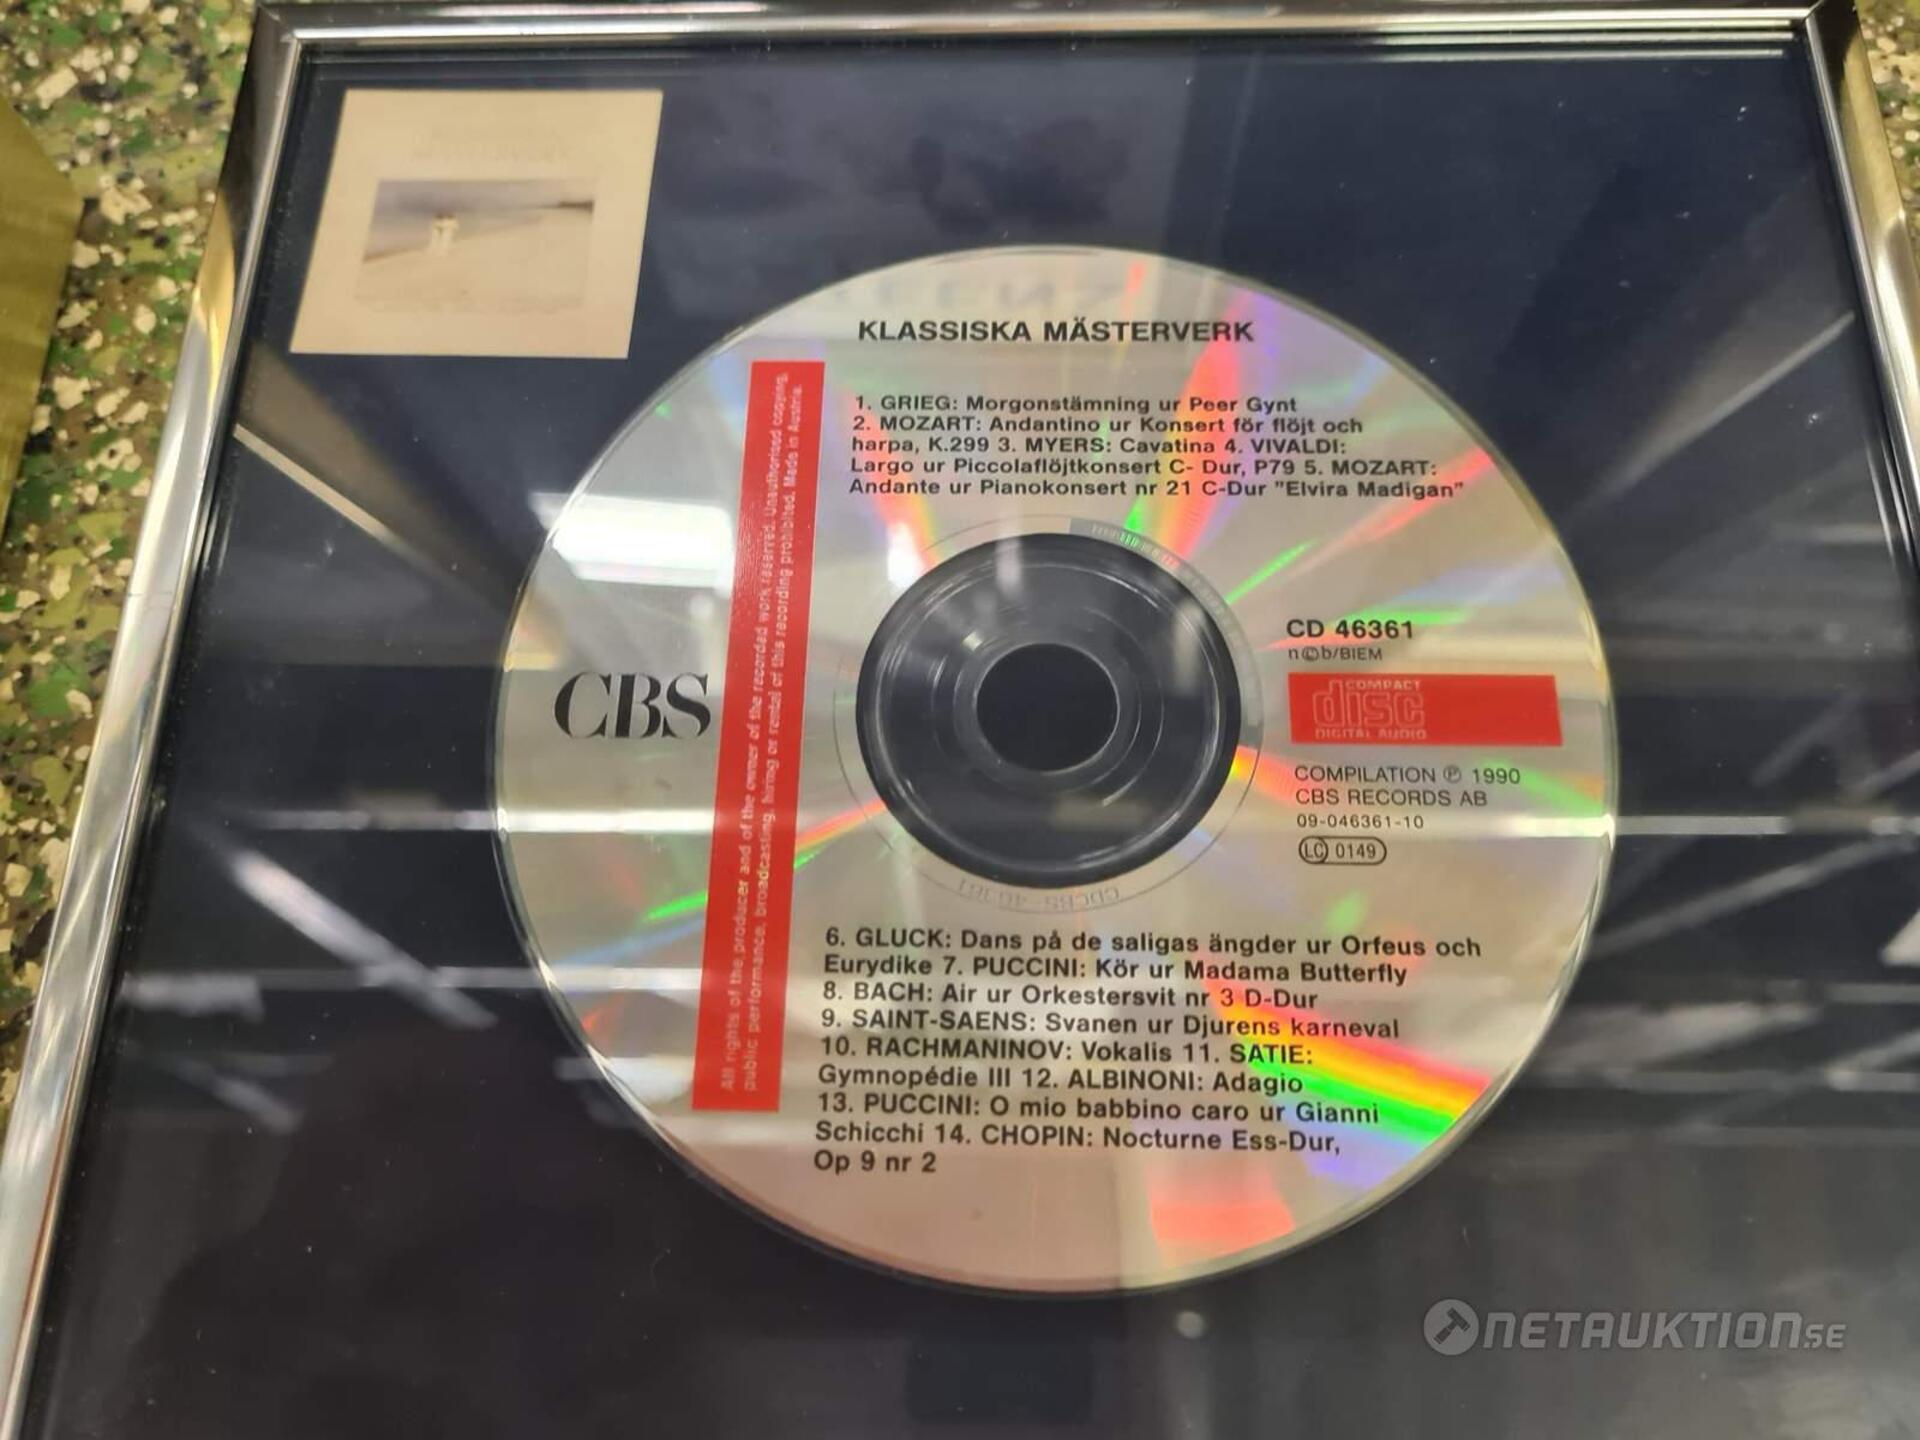 KLASSISKA MÄSTERVERK
1. GRIEG: Morgonstämning ur Peer Gynt
2. MOZART: Andantino ur Konsert för flöjt och
harpa, K.299 3. MYERS: Cavatina 4. VIVALDI:
Largo ur Piccolaflöjtkonsert C- Dur, P79 5. MOZART:
Andante ur Pianokonsert nr 21 C-Dur "Elvira Madigan"
All rights of the producer and of the owner of the recorded work reserved. Unauthorised copying,
public performance, broadcasting, hiring or rental of this recording prohibited. Made in Austria.
CBS
CD 46361
n©b/BIEM
COMPACT
disc
DIGITAL AUDIO
COMPILATION ℗ 1990
CBS RECORDS AB
09-046361-10
LC 0149
CDCBS 46361
6. GLUCK: Dans på de saligas ängder ur Orfeus och
Eurydike 7. PUCCINI: Kör ur Madama Butterfly
8. BACH: Air ur Orkestersvit nr 3 D-Dur
9. SAINT-SAENS: Svanen ur Djurens karneval
10. RACHMANINOV: Vokalis 11. SATIE:
Gymnopédie III 12. ALBINONI: Adagio
13. PUCCINI: O mio babbino caro ur Gianni
Schicchi 14. CHOPIN: Nocturne Ess-Dur,
Op 9 nr 2
NETAUKTION.SE